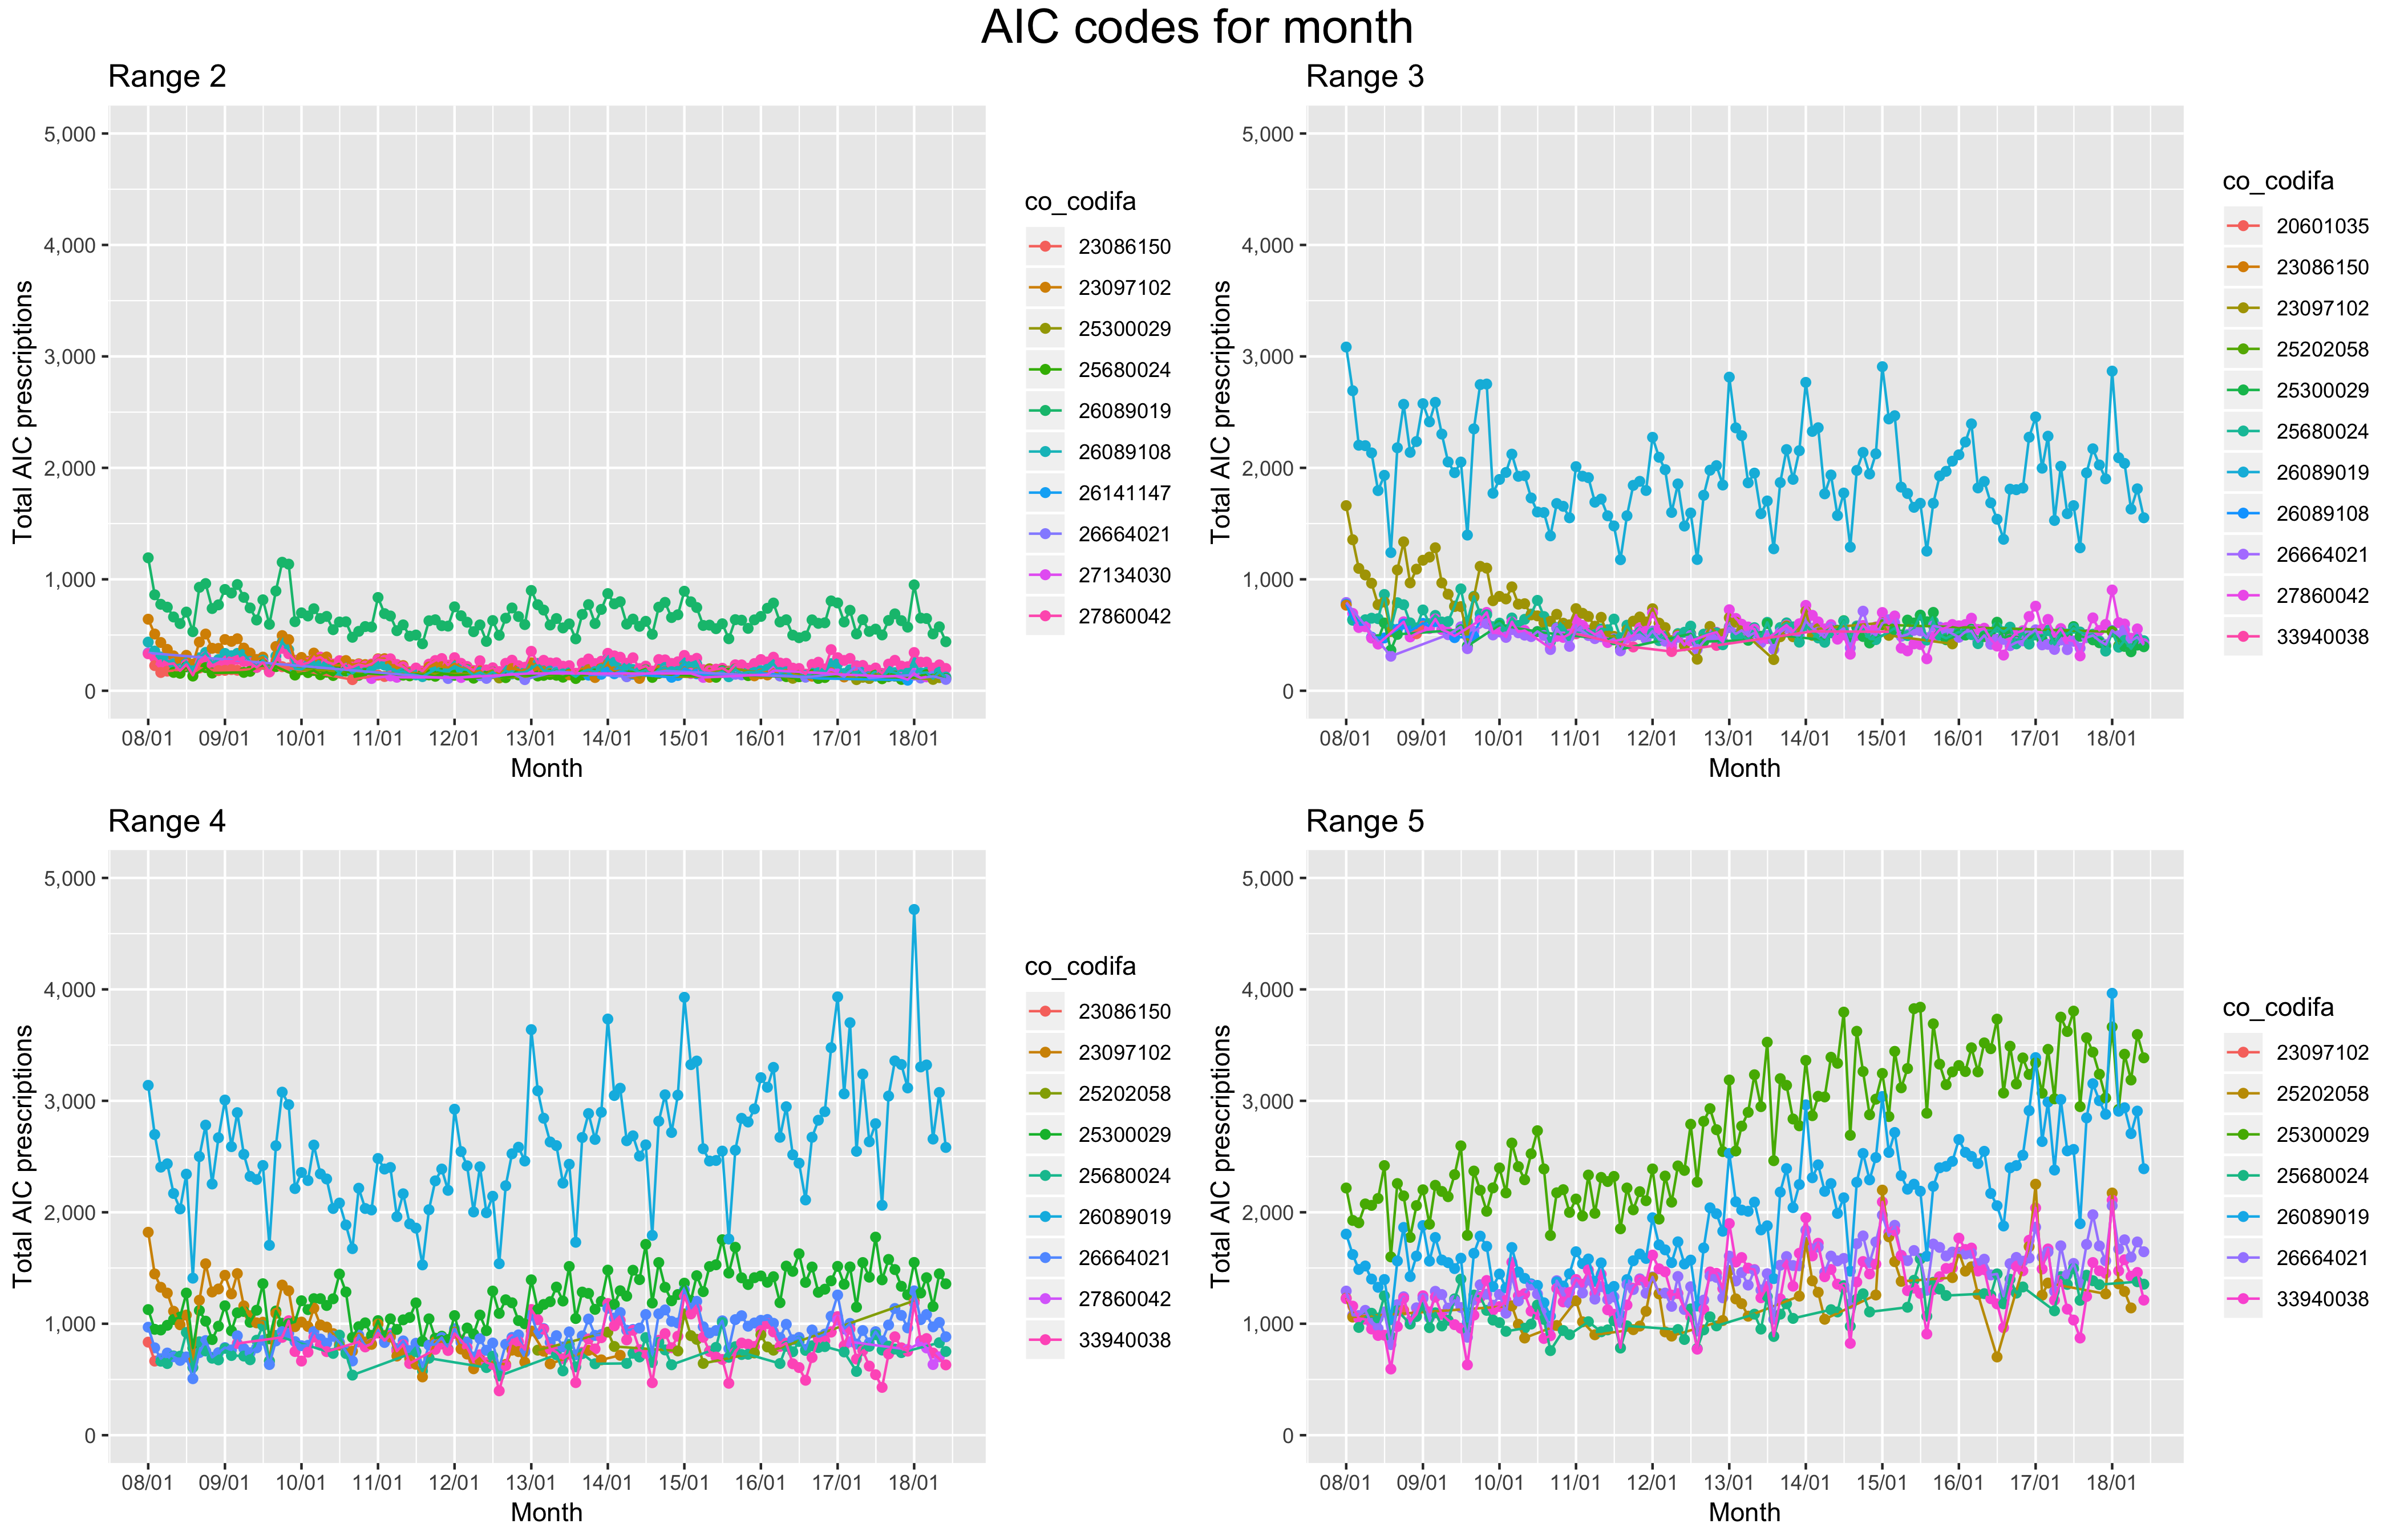 AIC codes for month
Range 2
Total AIC prescriptions
5,000
4,000
3,000
2,000
1,000
0
08/01 09/01 10/01 11/01 12/01 13/01 14/01 15/01 16/01 17/01 18/01
Month
co_codifa
23086150
23097102
25300029
25680024
26089019
26089108
26141147
26664021
27134030
27860042
Range 3
Total AIC prescriptions
5,000
4,000
3,000
2,000
1,000
0
08/01 09/01 10/01 11/01 12/01 13/01 14/01 15/01 16/01 17/01 18/01
Month
co_codifa
20601035
23086150
23097102
25202058
25300029
25680024
26089019
26089108
26664021
27860042
33940038
Range 4
Total AIC prescriptions
5,000
4,000
3,000
2,000
1,000
0
08/01 09/01 10/01 11/01 12/01 13/01 14/01 15/01 16/01 17/01 18/01
Month
co_codifa
23086150
23097102
25202058
25300029
25680024
26089019
26664021
27860042
33940038
Range 5
Total AIC prescriptions
5,000
4,000
3,000
2,000
1,000
0
08/01 09/01 10/01 11/01 12/01 13/01 14/01 15/01 16/01 17/01 18/01
Month
co_codifa
23097102
25202058
25300029
25680024
26089019
26664021
33940038